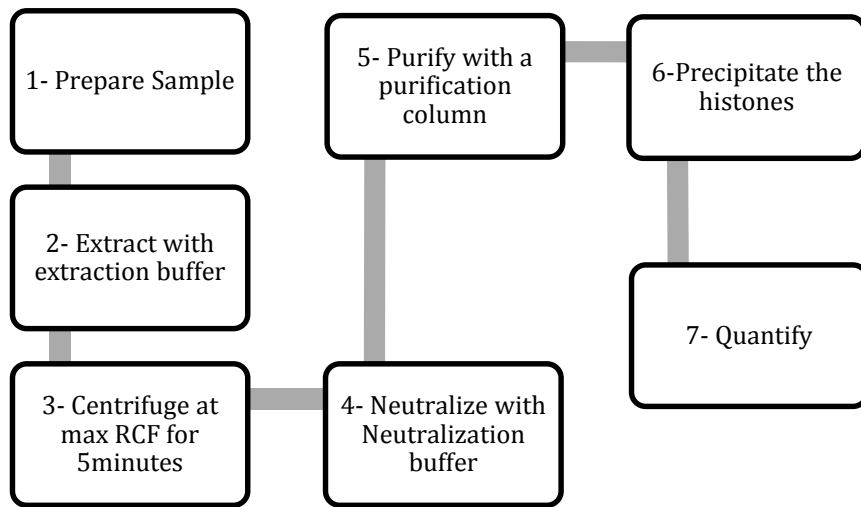 1- Prepare Sample
2- Extract with
extraction buffer
3- Centrifuge at
max RCF for
5minutes
4- Neutralize with
Neutralization
buffer
5- Purify with a
purification
column
6-Precipitate the
histones
7- Quantify